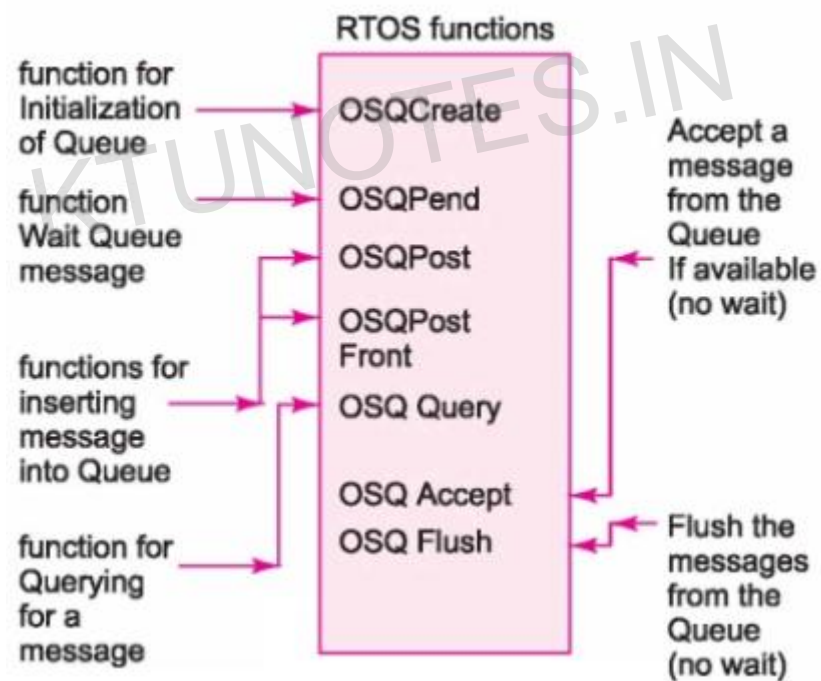 RTOS functions
function for
Initialization
of Queue
function
Wait Queue
message
functions for
inserting
message
into Queue
function for
Querying
for a
message
OSQCreate
OSQPend
OSQPost
OSQPost
Front
OSQ Query
OSQ Accept
OSQ Flush
Accept a
message
from the
Queue
If available
(no wait)
Flush the
messages
from the
Queue
(no wait)
KTUNOTES.IN